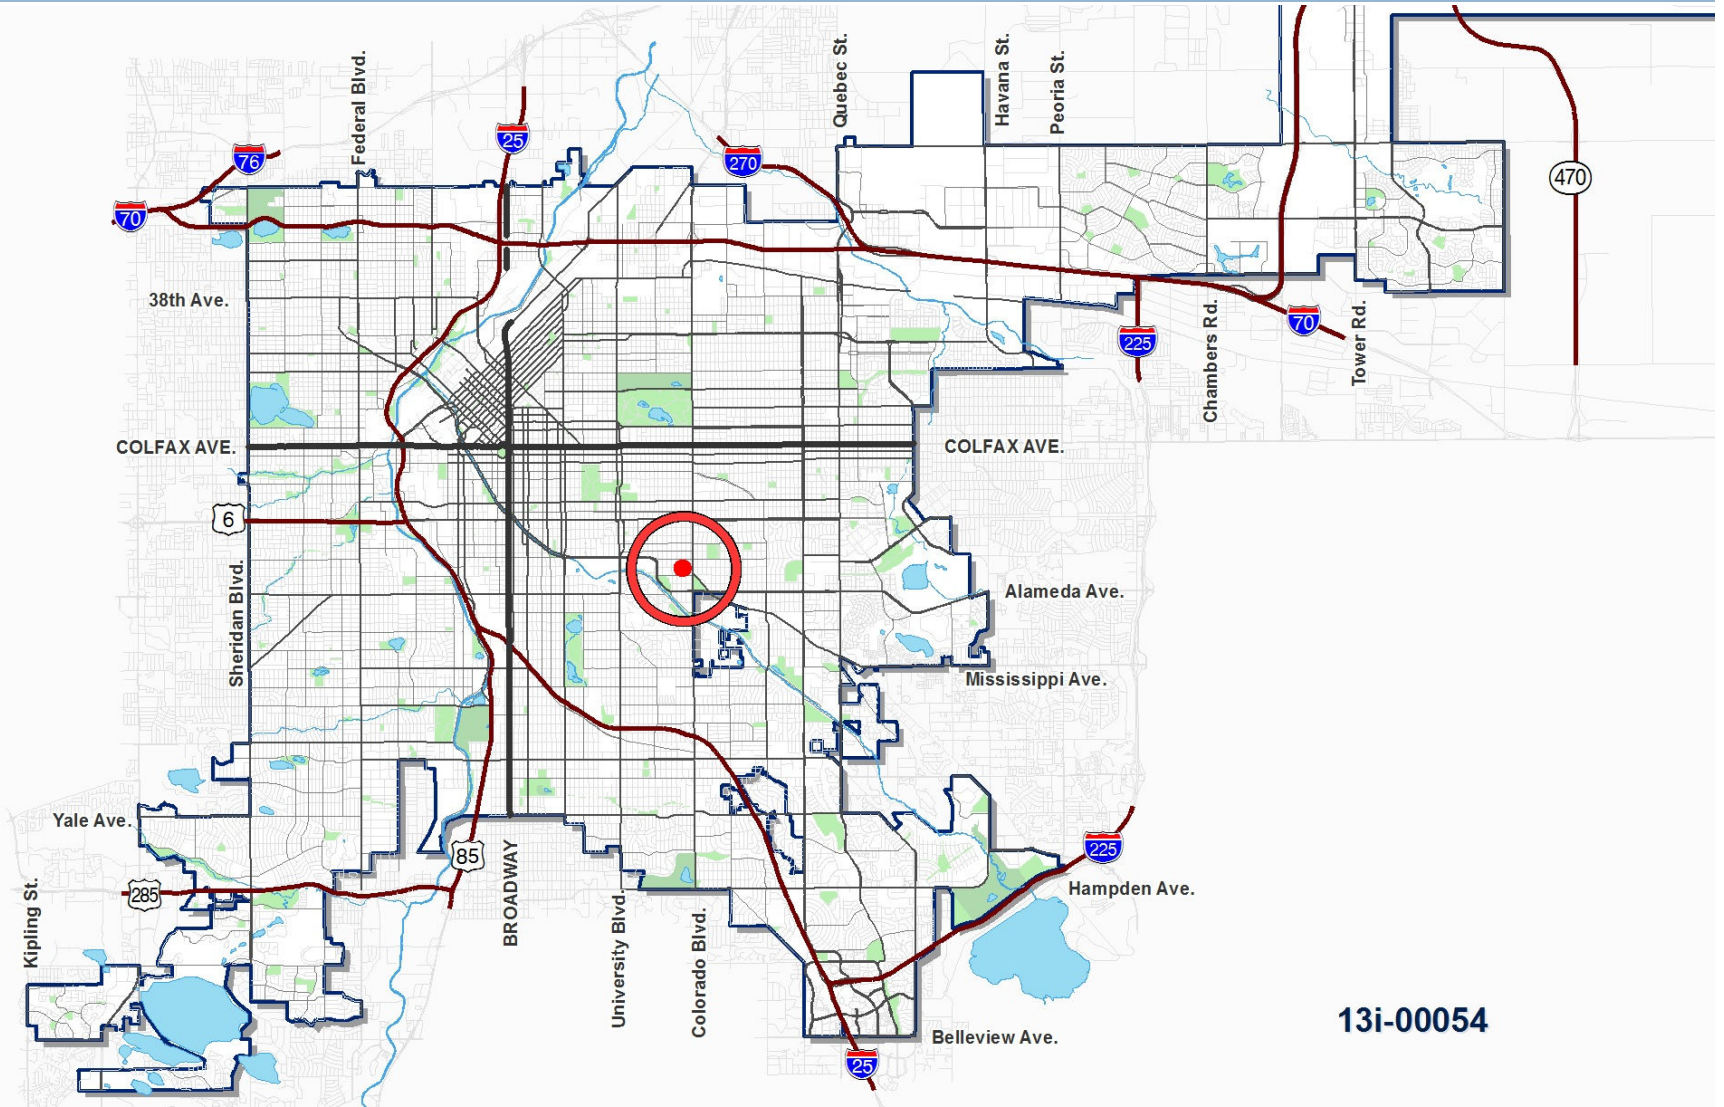 Federal Blvd.
Quebec St.
Havana St.
Peoria St.
25
76
270
470
70
38th Ave.
225
70
Chambers Rd.
Tower Rd.
COLFAX AVE.
COLFAX AVE.
6
Sheridan Blvd.
Alameda Ave.
Mississippi Ave.
Yale Ave.
85
BROADWAY
225
285
Hampden Ave.
Kipling St.
University Blvd.
Colorado Blvd.
13i-00054
Belleview Ave.
25